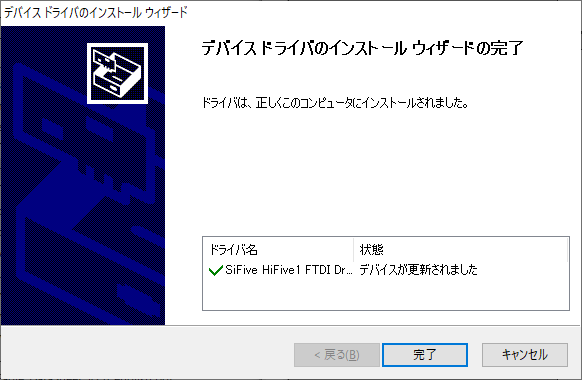 デバイス ドライバのインストール ウィザード
デバイス ドライバのインストール ウィザードの完了
ドライバは、正しくこのコンピュータにインストールされました。
ドライバ名 状態
SiFive HiFive1 FTDI Dr... デバイスが更新されました
< 戻る(B) 完了 キャンセル